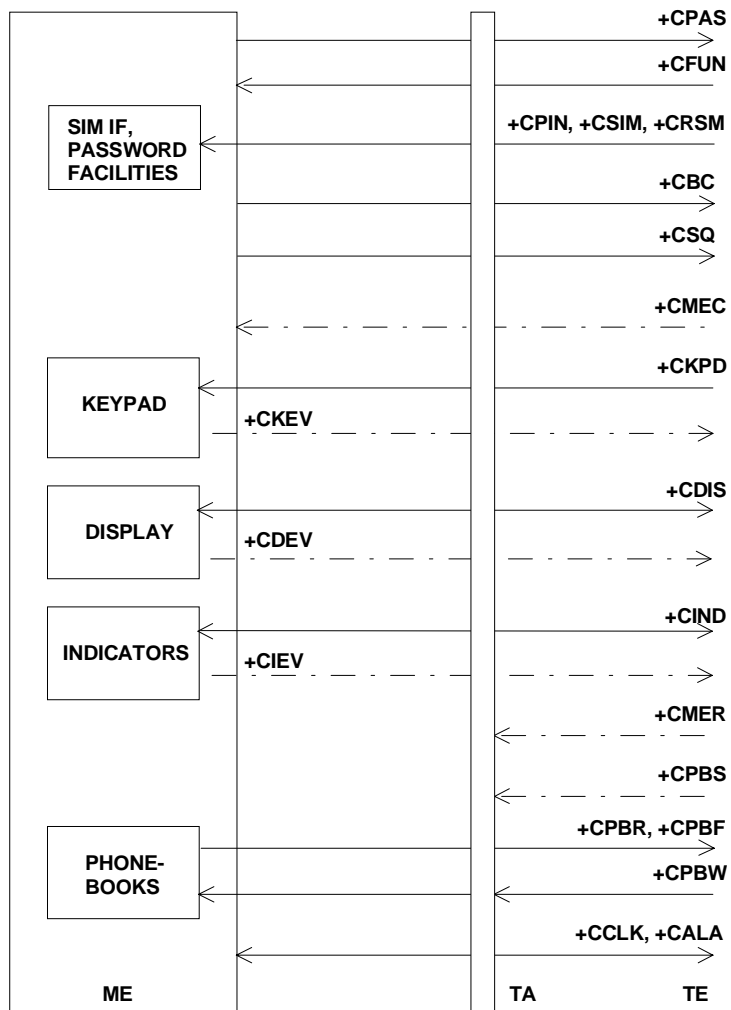 +CPAS
+CFUN
SIM IF,
PASSWORD
FACILITIES
+CPIN, +CSIM, +CRSM
+CBC
+CSQ
+CMEC
+CKPD
KEYPAD
+CKEV
+CDIS
DISPLAY
+CDEV
+CIND
INDICATORS
+CIEV
+CMER
+CPBS
+CPBR, +CPBF
PHONE-
BOOKS
+CPBW
+CCLK, +CALA
ME TA TE